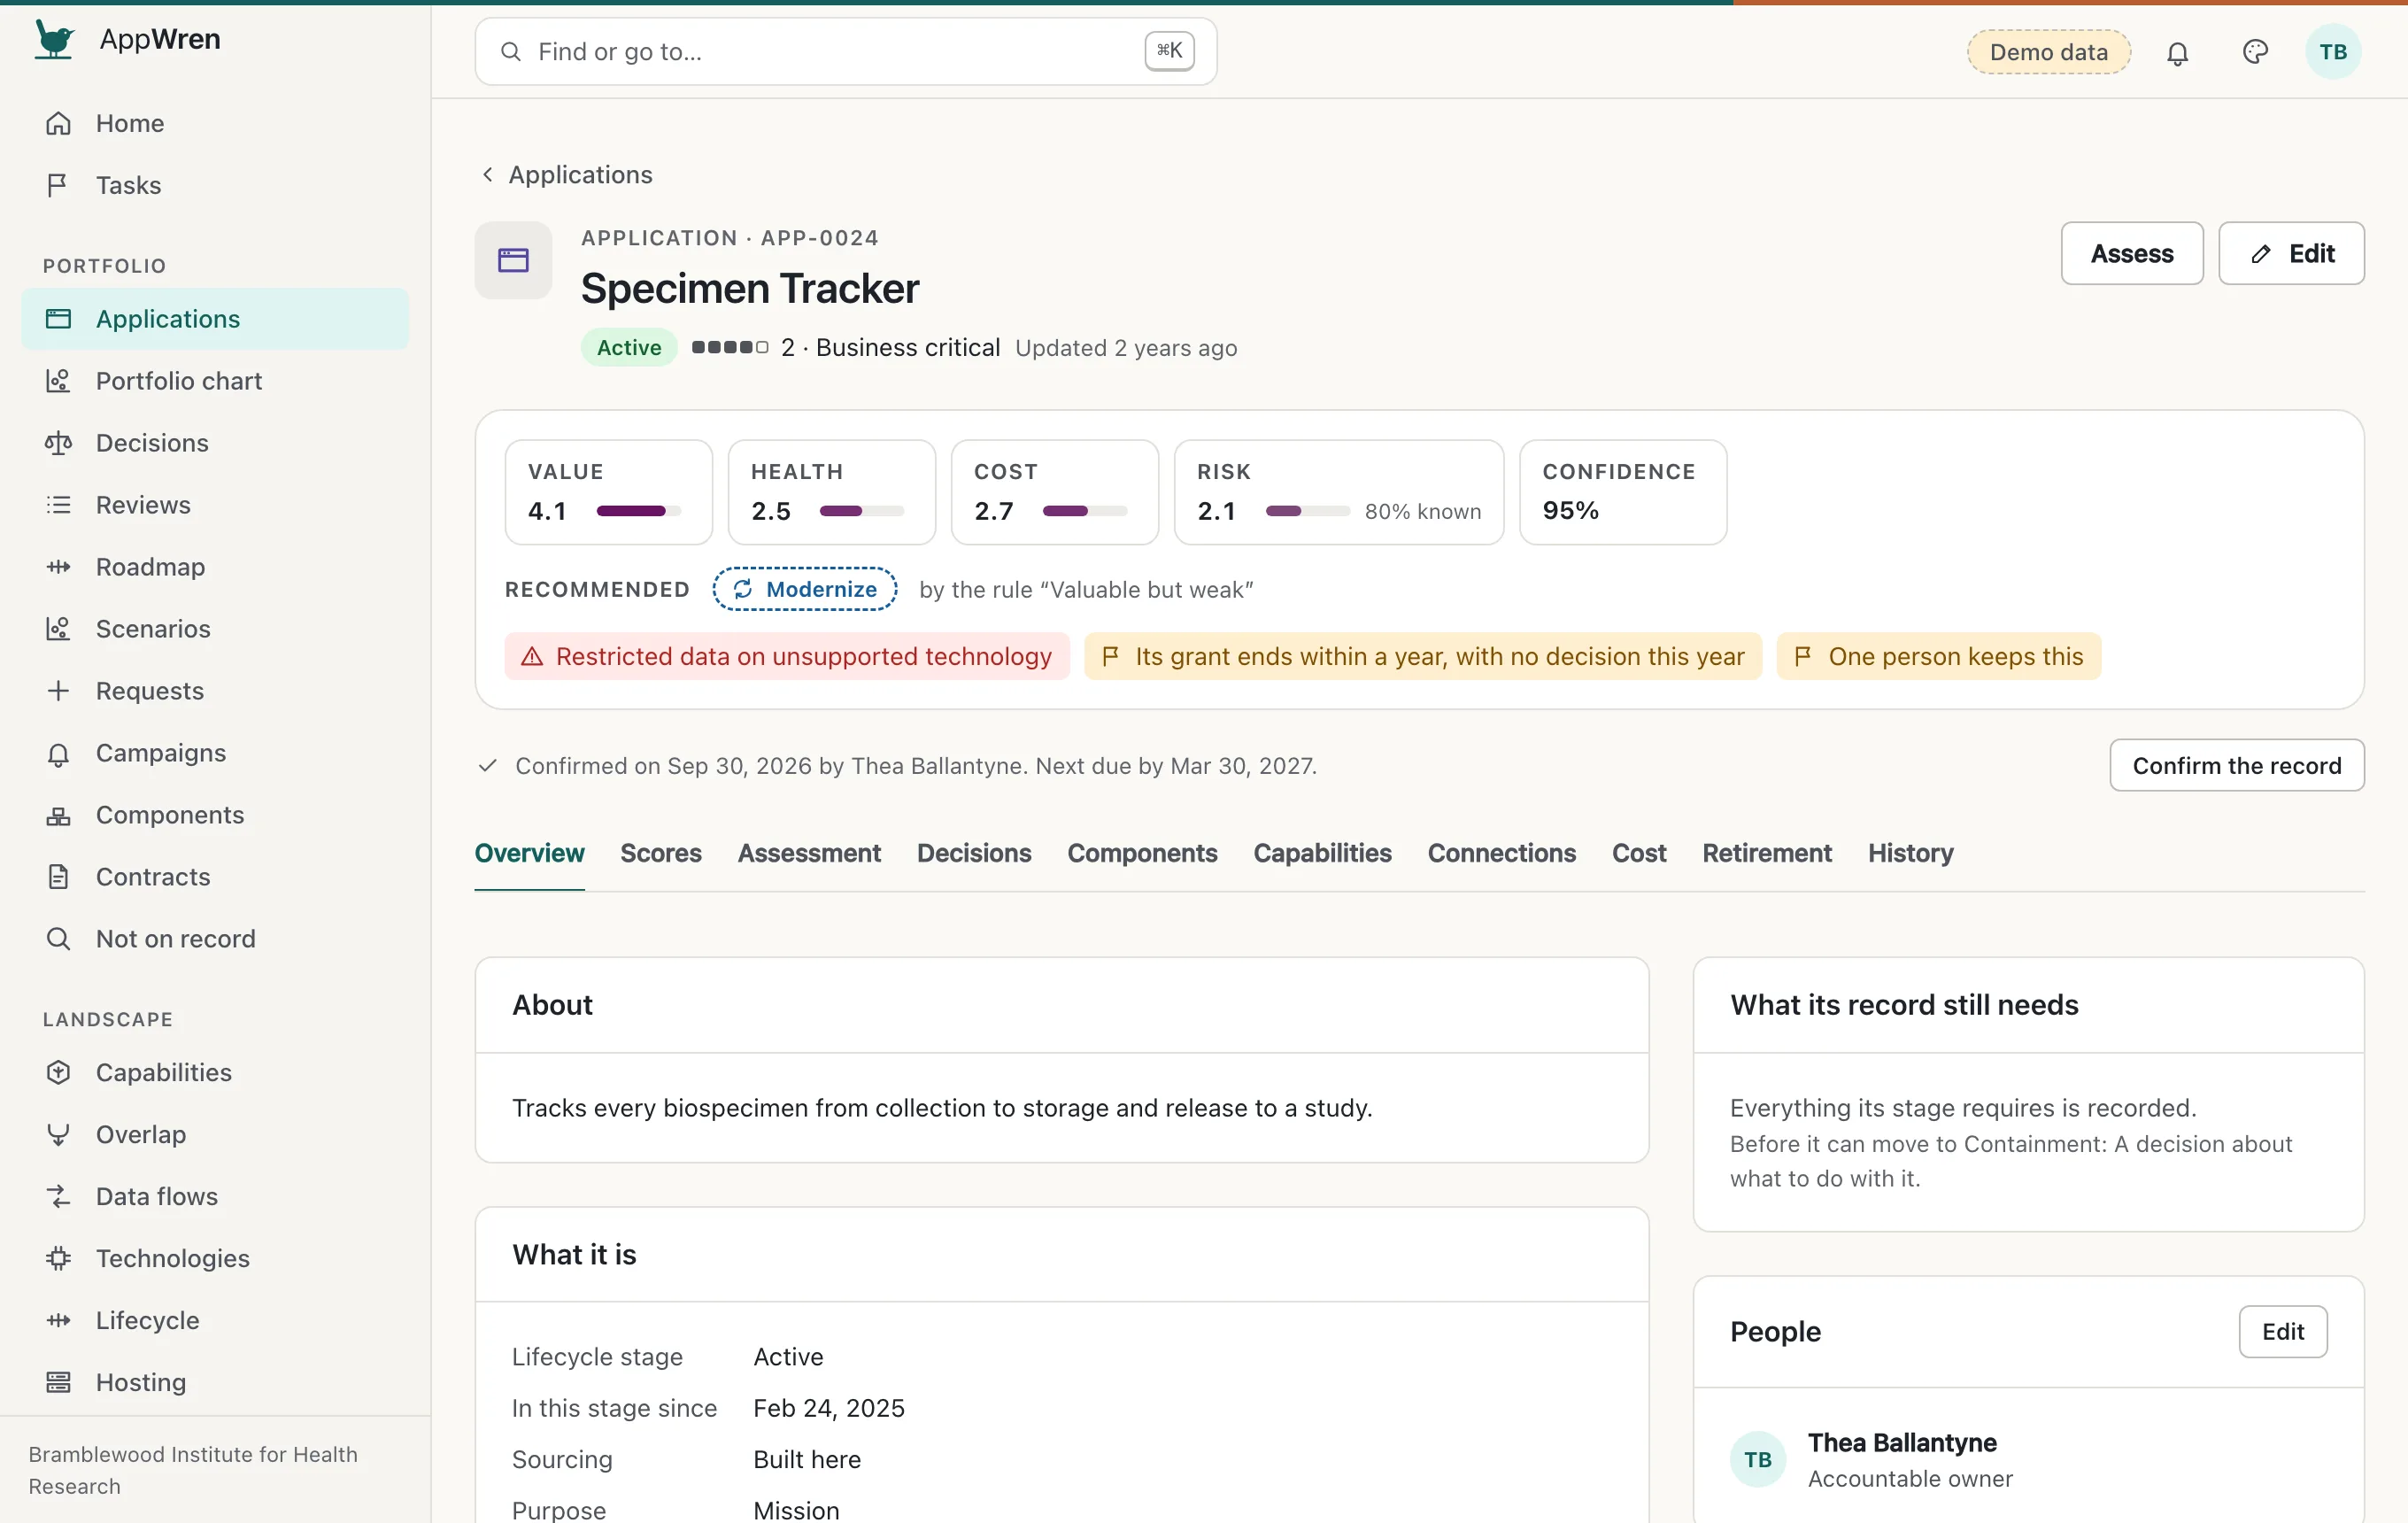 AppWren
Find or go to...
⌘K
Demo data
TB
Home
Tasks
PORTFOLIO
Applications
Portfolio chart
Decisions
Reviews
Roadmap
Scenarios
Requests
Campaigns
Components
Contracts
Not on record
LANDSCAPE
Capabilities
Overlap
Data flows
Technologies
Lifecycle
Hosting
Bramblewood Institute for Health
Research
Applications
APPLICATION · APP-0024
Specimen Tracker
Active 2 · Business critical Updated 2 years ago
Assess
Edit
VALUE
4.1
HEALTH
2.5
COST
2.7
RISK
2.1 80% known
CONFIDENCE
95%
RECOMMENDED Modernize by the rule “Valuable but weak”
Restricted data on unsupported technology
Its grant ends within a year, with no decision this year
One person keeps this
Confirmed on Sep 30, 2026 by Thea Ballantyne. Next due by Mar 30, 2027.
Confirm the record
Overview Scores Assessment Decisions Components Capabilities Connections Cost Retirement History
About
Tracks every biospecimen from collection to storage and release to a study.
What it is
Lifecycle stage Active
In this stage since Feb 24, 2025
Sourcing Built here
Purpose Mission
What its record still needs
Everything its stage requires is recorded.
Before it can move to Containment: A decision about
what to do with it.
People
Edit
TB
Thea Ballantyne
Accountable owner